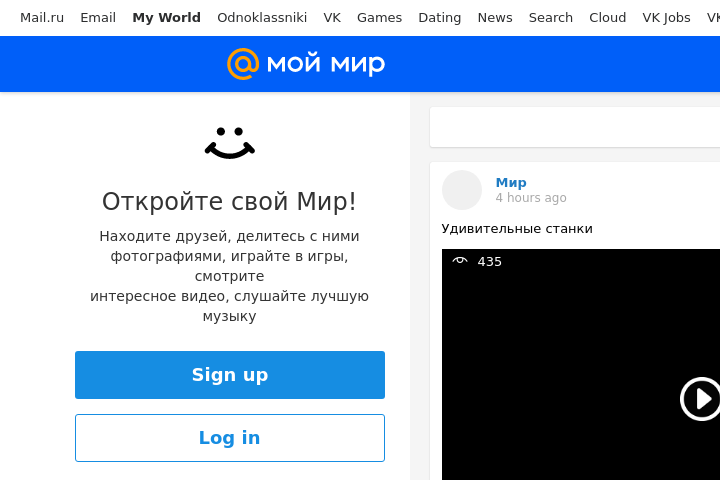 Mail.ru Email My World Odnoklassniki VK Games Dating News Search Cloud VK Jobs
@ мой мир
Откройте свой Мир!
Находите друзей, делитесь с ними
фотографиями, играйте в игры,
смотрите
интересное видео, слушайте лучшую
музыку
Sign up
Log in
Мир
4 hours ago
Удивительные станки
435